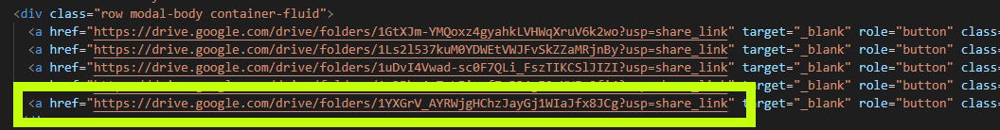 <div class="row modal-body container-fluid">
<a href="https://drive.google.com/drive/folders/1GtXJm-YMQoxz4gyahkLVHWqXruV6k2wo?usp=share_link" target="_blank" role="button" class=
<a href="https://drive.google.com/drive/folders/1Ls2l537kuM0YDWEtVWJFvSkZZaMRjnBy?usp=share_link" target="_blank" role="button" class=
<a href="https://drive.google.com/drive/folders/1uDvI4Vwad-sc0F7QLi_FszTIKCSlJIZI?usp=share_link" target="_blank" role="button" class=
<a href="https://drive.google.com/drive/folders/1YXGrV_AYRWjgHChzJayGj1WIaJfx8JCg?usp=share_link" target="_blank" role="button" class=